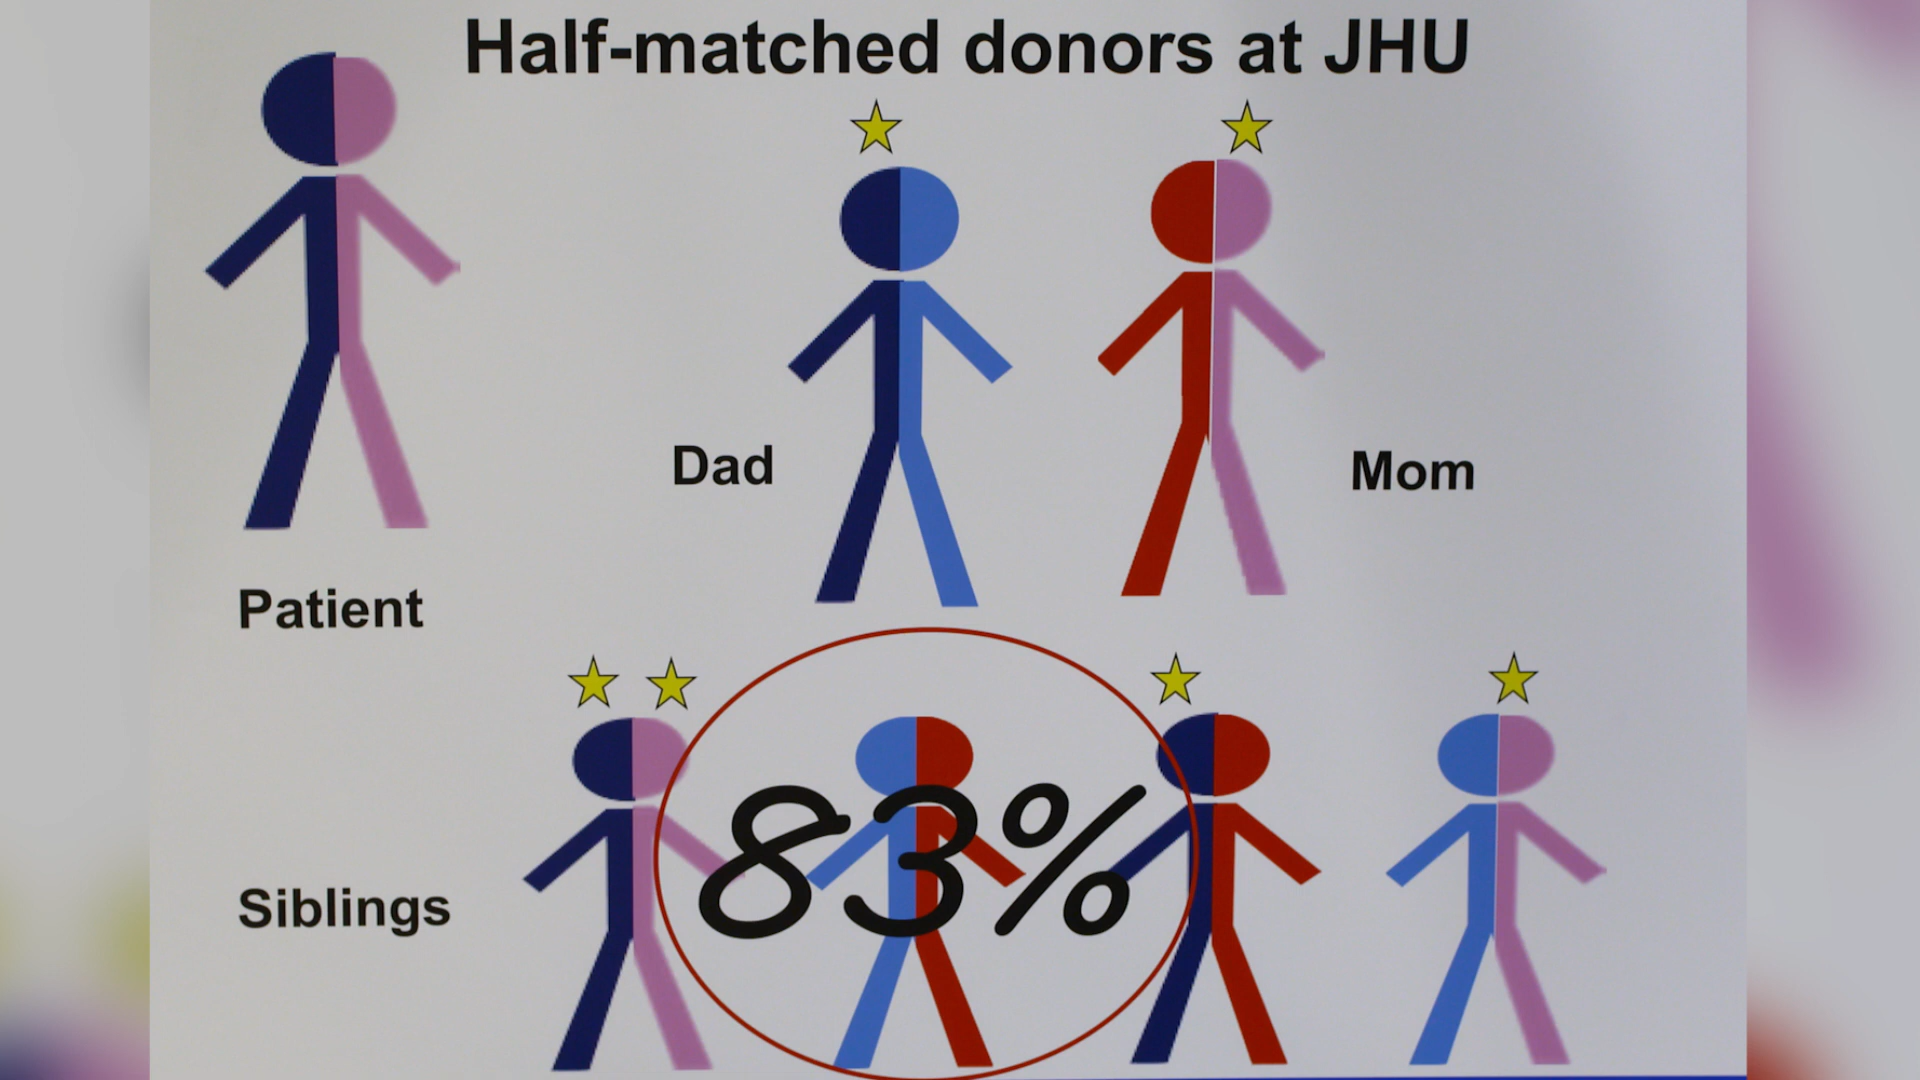 Half-matched donors at JHU
Dad
Mom
Patient
83%
Siblings